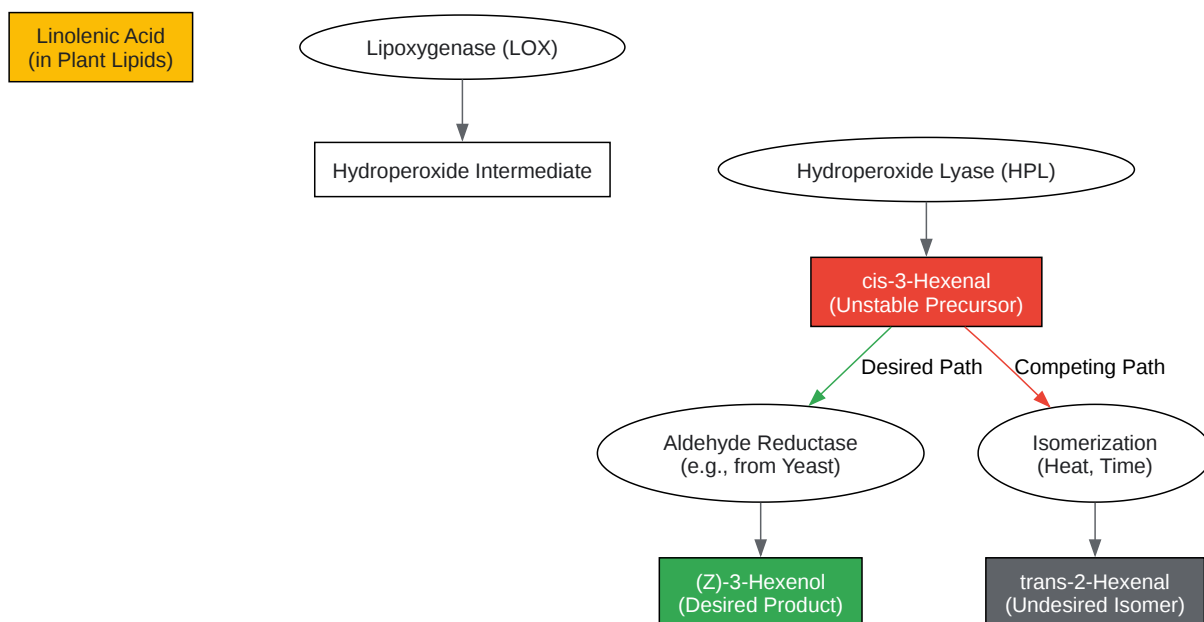 Linolenic Acid
(in Plant Lipids)
Lipoxygenase (LOX)
Hydroperoxide Intermediate
Hydroperoxide Lyase (HPL)
cis-3-Hexenal
(Unstable Precursor)
Desired Path
Competing Path
Aldehyde Reductase
(e.g., from Yeast)
Isomerization
(Heat, Time)
(Z)-3-Hexenol
(Desired Product)
trans-2-Hexenal
(Undesired Isomer)